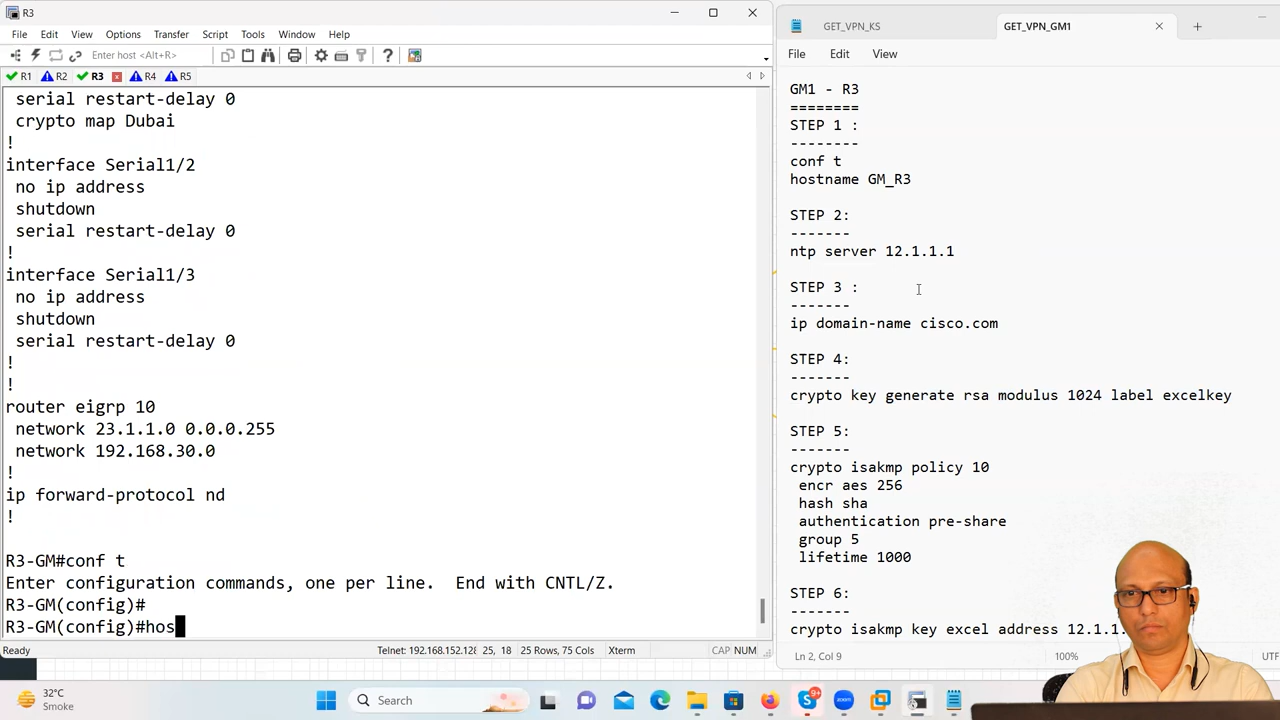 R3
File Edit View Options Transfer Script Tools Window Help
Enter host <Alt+R>
R1 R2 R3 R4 R5
 serial restart-delay 0
 crypto map Dubai
!
interface Serial1/2
 no ip address
 shutdown
 serial restart-delay 0
!
interface Serial1/3
 no ip address
 shutdown
 serial restart-delay 0
!
!
router eigrp 10
 network 23.1.1.0 0.0.0.255
 network 192.168.30.0
!
ip forward-protocol nd
!
R3-GM#conf t
Enter configuration commands, one per line.  End with CNTL/Z.
R3-GM(config)#
R3-GM(config)#hos
Ready Telnet: 192.168.152.128 25, 18 25 Rows, 75 Cols Xterm CAP NUM
GET_VPN_KS GET_VPN_GM1
File Edit View
GM1 - R3
========
STEP 1 :
--------
conf t
hostname GM_R3
STEP 2:
-------
ntp server 12.1.1.1
STEP 3 :
-------
ip domain-name cisco.com
STEP 4:
-------
crypto key generate rsa modulus 1024 label excelkey
STEP 5:
-------
crypto isakmp policy 10
 encr aes 256
 hash sha
 authentication pre-share
 group 5
 lifetime 1000
STEP 6:
-------
crypto isakmp key excel address 12.1.1.
Ln 2, Col 9 100% UTF
32°C
Smoke
Search
9+
zoom